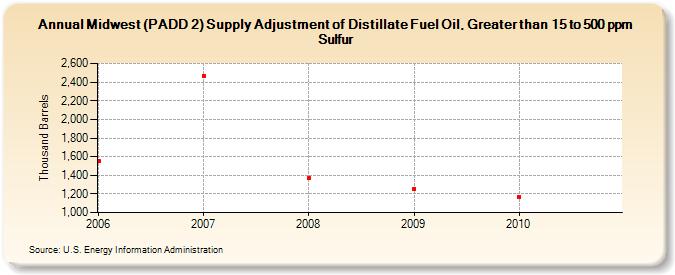 Annual Midwest (PADD 2) Supply Adjustment of Distillate Fuel Oil, Greater than 15 to 500 ppm
Sulfur
Thousand Barrels
2,600
2,400
2,200
2,000
1,800
1,600
1,400
1,200
1,000
2006 2007 2008 2009 2010
Source: U.S. Energy Information Administration